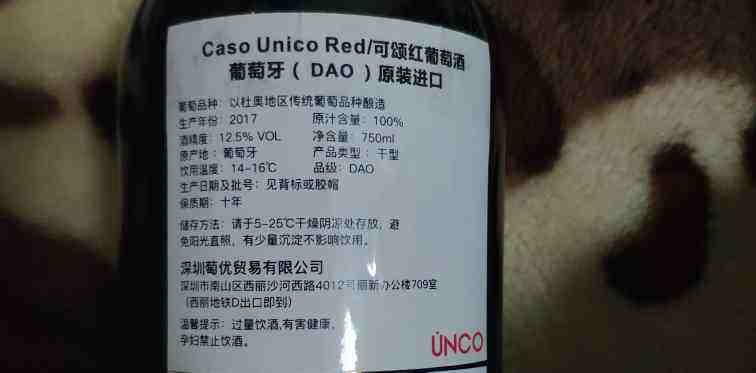 Caso Unico Red/可颂红葡萄酒
葡萄牙（ DAO ）原装进口
葡萄品种：以杜奥地区传统葡萄品种酿造
生产年份：2017 原汁含量：100%
酒精度：12.5% VOL 净含量：750ml
原产地：葡萄牙 产品类型：干型
饮用温度：14-16℃ 品级：DAO
生产日期及批号：见背标或胶帽
保质期：十年
储存方法：请于5-25℃干燥阴凉处存放，避
免阳光直照，有少量沉淀不影响饮用。
深圳葡优贸易有限公司
深圳市南山区西丽沙河西路4012号丽新办公楼709室
（西丽地铁D出口即到）
温馨提示：过量饮酒,有害健康，
孕妇禁止饮酒。
ÚNCO